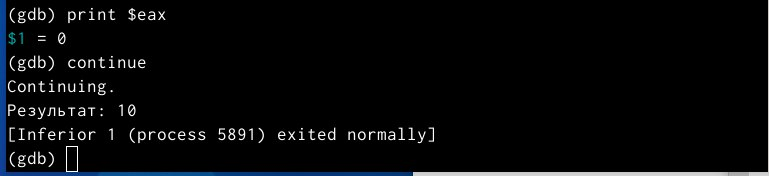 (gdb) print $eax
$1 = 0
(gdb) continue
Continuing.
Результат: 10
[Inferior 1 (process 5891) exited normally]
(gdb)